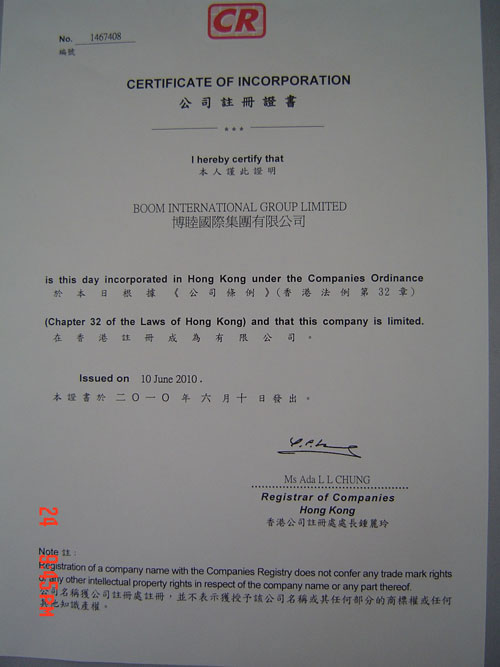 CR
No. 1467408
編號
CERTIFICATE OF INCORPORATION
公司註冊證書
***
I hereby certify that
本人謹此證明
BOOM INTERNATIONAL GROUP LIMITED
博睦國際集團有限公司
is this day incorporated in Hong Kong under the Companies Ordinance
於本日根據《公司條例》(香港法例第32章)
(Chapter 32 of the Laws of Hong Kong) and that this company is limited.
在香港註冊成為有限公司。
Issued on 10 June 2010.
本證書於二〇一〇年六月十日發出。
Ms Ada L L CHUNG
Registrar of Companies
Hong Kong
香港公司註冊處處長鍾麗玲
Note 註:
Registration of a company name with the Companies Registry does not confer any trade mark rights
or any other intellectual property rights in respect of the company name or any part thereof.
公司名稱獲公司註冊處註冊,並不表示獲授予該公司名稱或其任何部分的商標權或任何
其他知識產權。